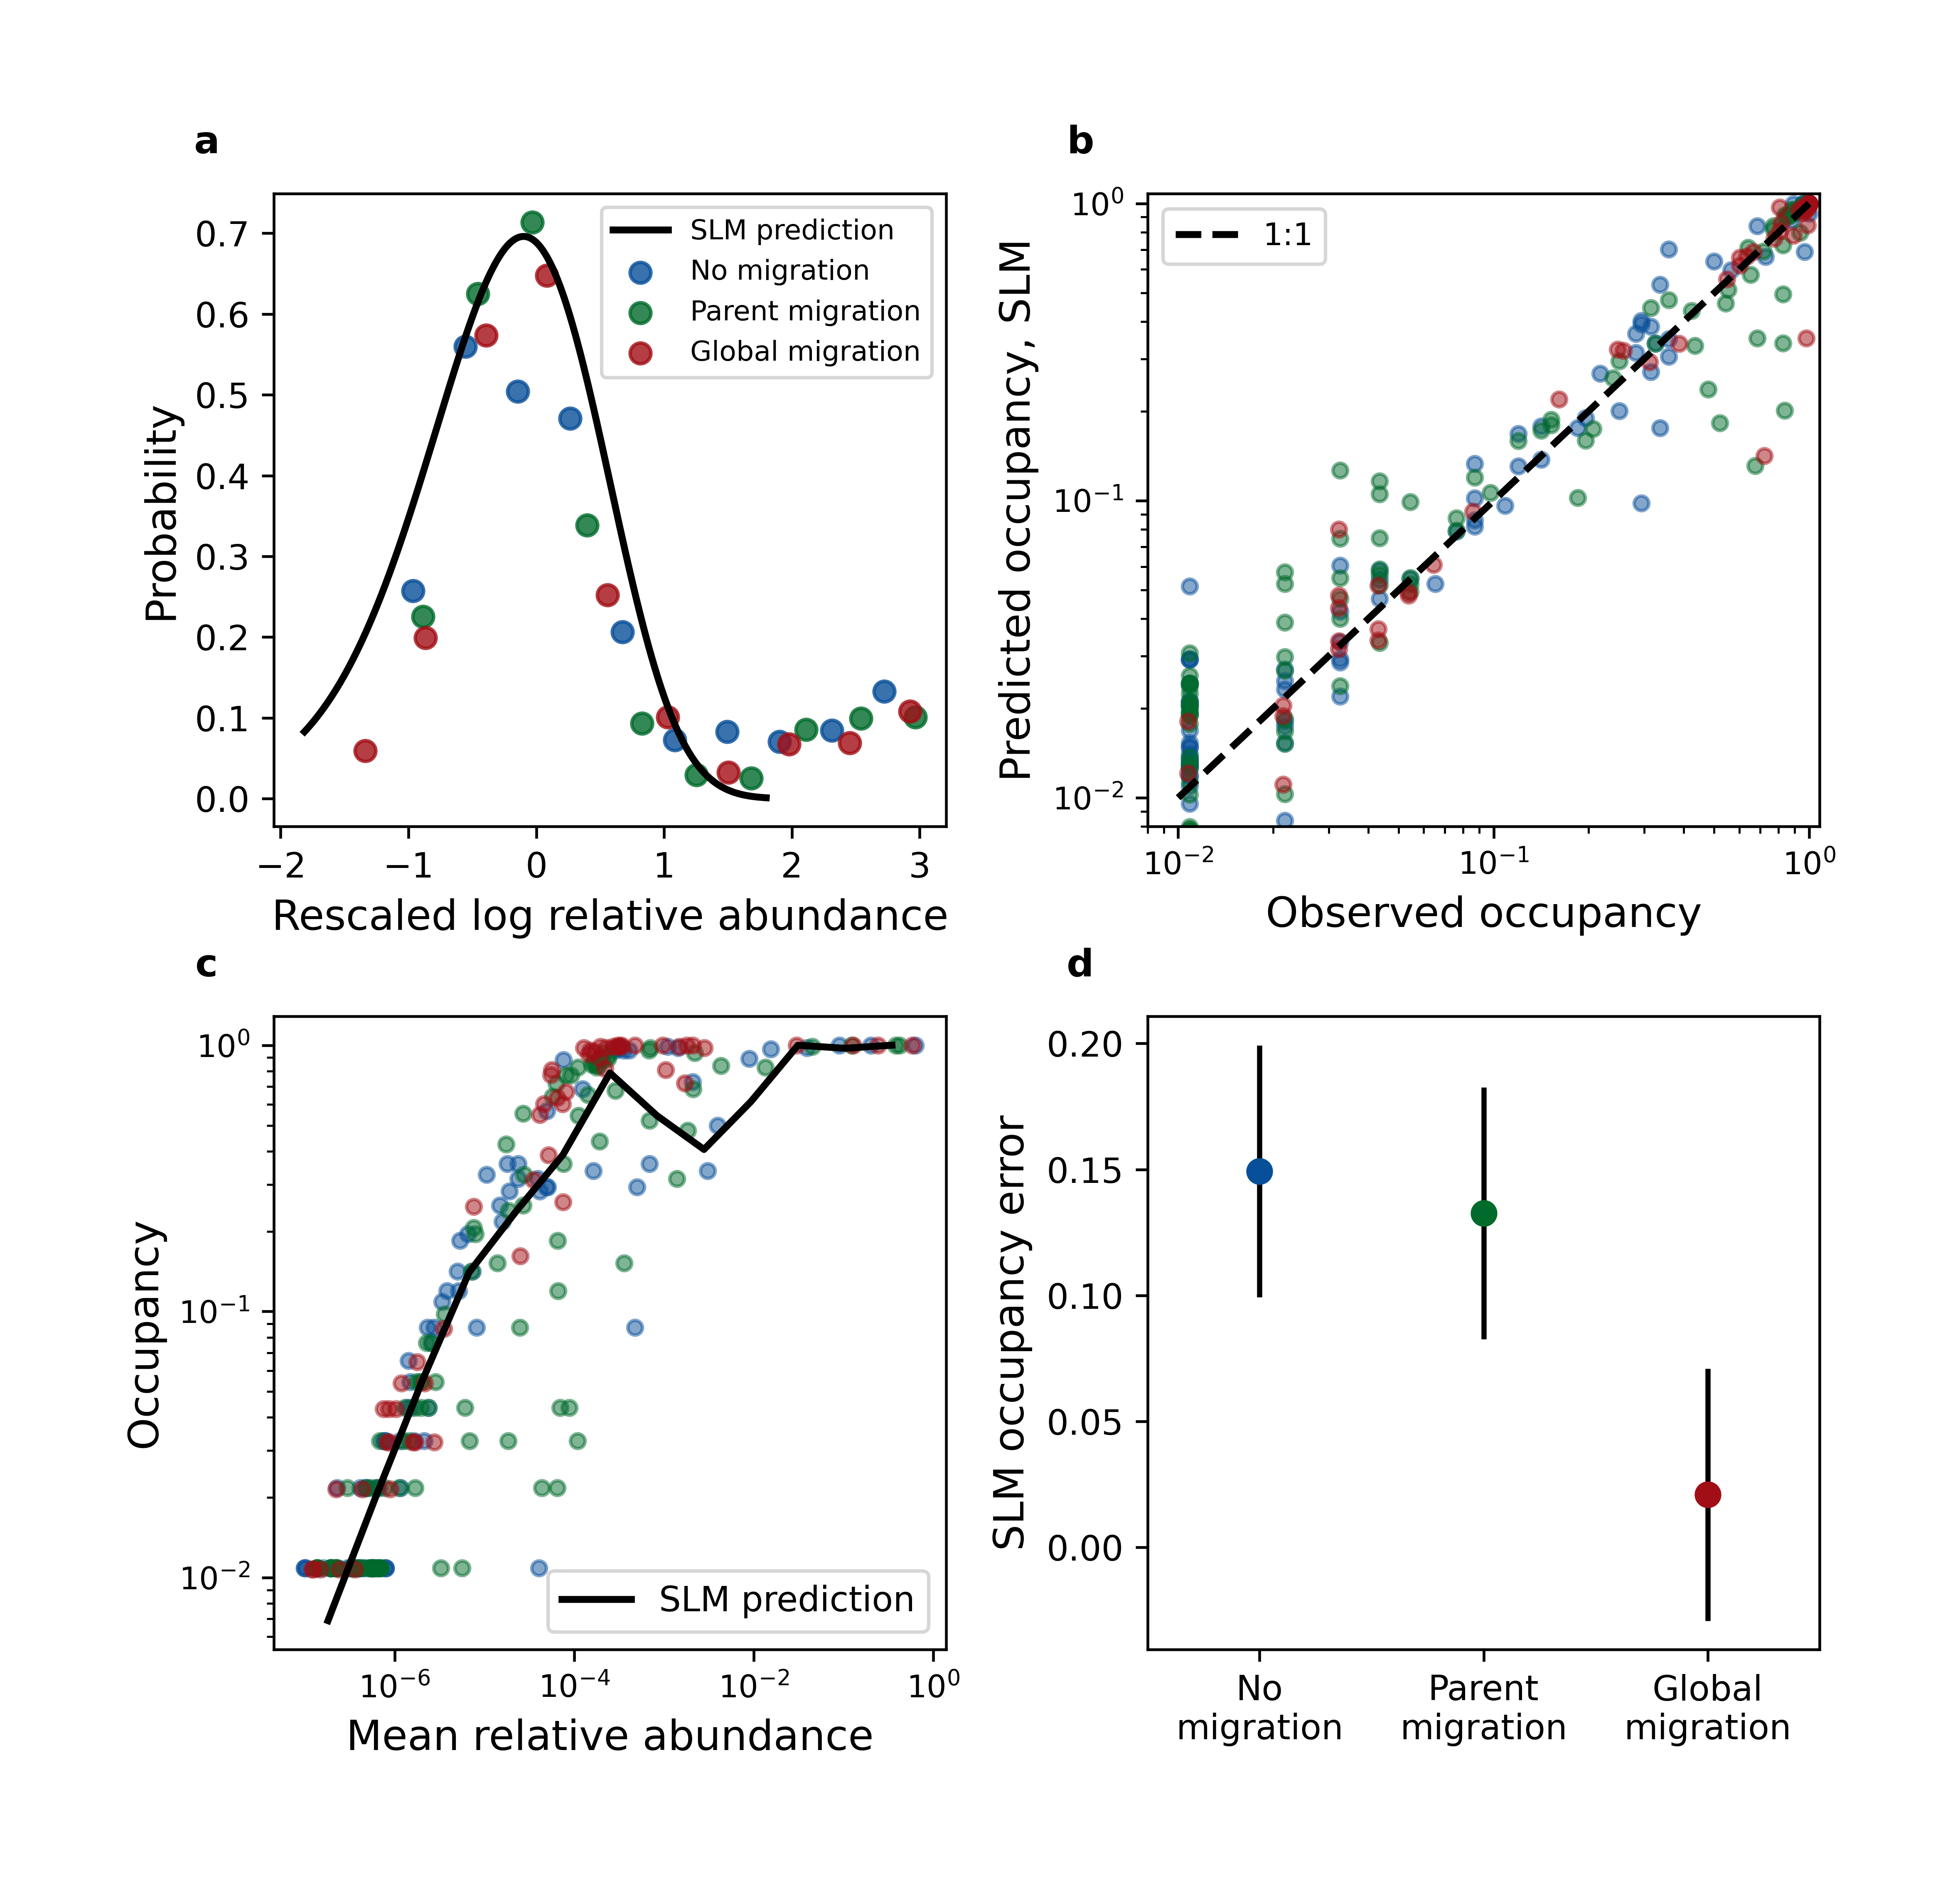 a
0.7
0.6
0.5
0.4
0.3
0.2
0.1
0.0
Probability
SLM prediction
No migration
Parent migration
Global migration
−2 −1 0 1 2 3
Rescaled log relative abundance
b
10⁰
10⁻¹
10⁻²
Predicted occupancy, SLM
1:1
10⁻² 10⁻¹ 10⁰
Observed occupancy
c
10⁰
10⁻¹
10⁻²
Occupancy
SLM prediction
10⁻⁶ 10⁻⁴ 10⁻² 10⁰
Mean relative abundance
d
0.20
0.15
0.10
0.05
0.00
SLM occupancy error
No
migration
Parent
migration
Global
migration